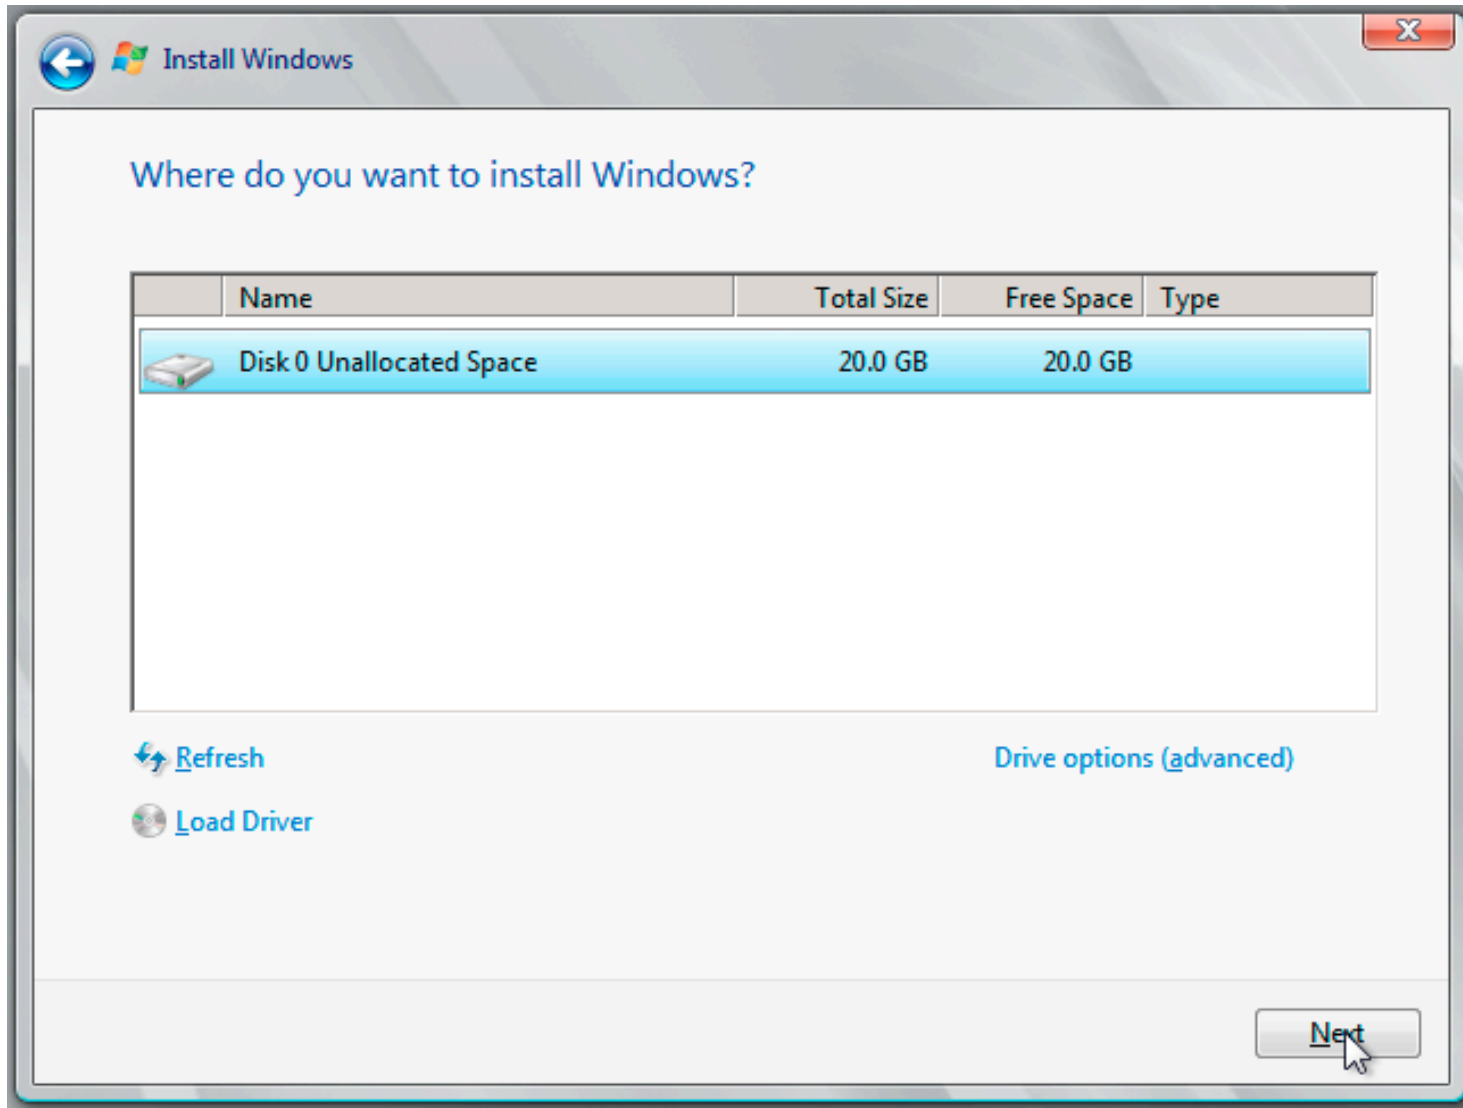 Install Windows
Where do you want to install Windows?
Name Total Size Free Space Type
Disk 0 Unallocated Space 20.0 GB 20.0 GB
Refresh Drive options (advanced)
Load Driver
Next